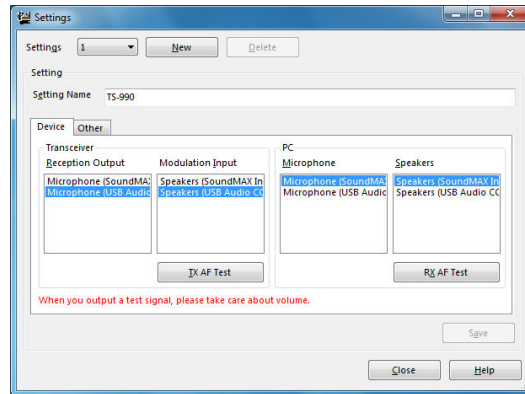 Settings
Settings 1 New Delete
Setting
Setting Name TS-990
Device Other
Transceiver PC
Reception Output Modulation Input Microphone Speakers
Microphone (SoundMA Speakers (SoundMAX In Microphone (SoundMA Speakers (SoundMAX In
Microphone (USB Audio Speakers (USB Audio CO Microphone (USB Audic Speakers (USB Audio CO
TX AF Test RX AF Test
When you output a test signal, please take care about volume.
Save
Close Help